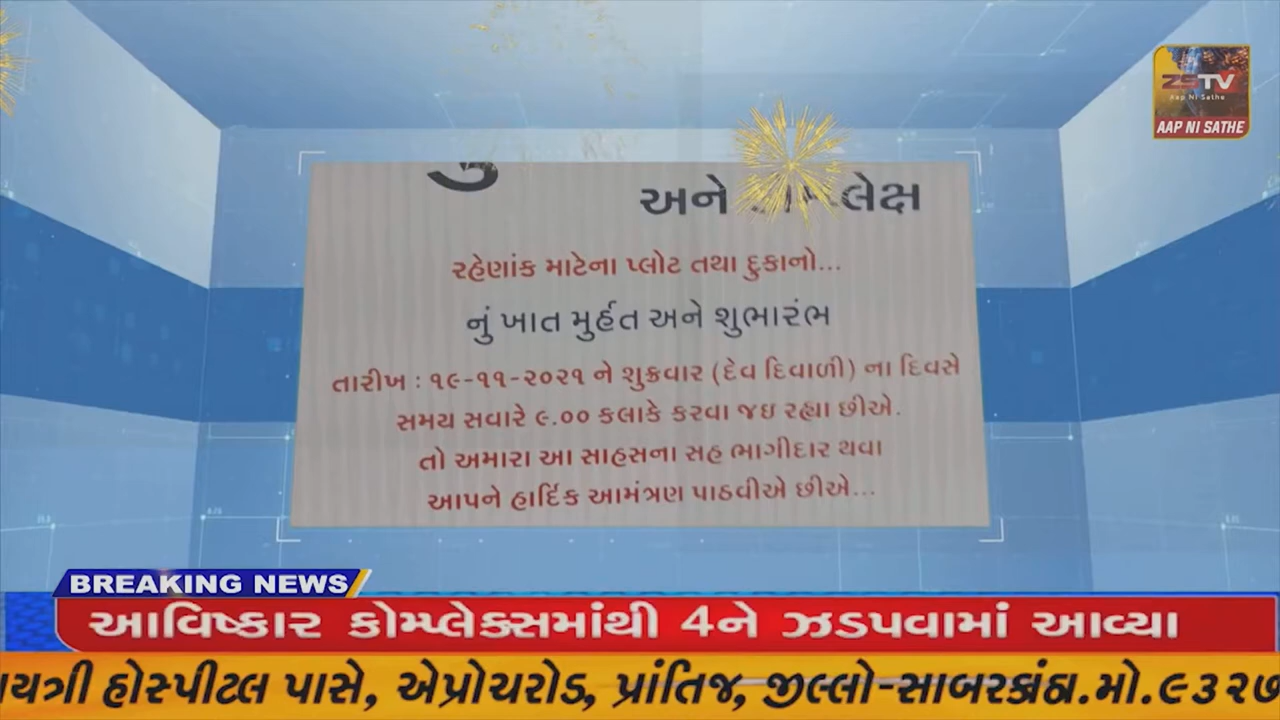 ZSTV
Aap Ni Sathe
AAP NI SATHE
અને
રહેણાંક માટેના પ્લોટ તથા દુકાનો...
નું ખાત મુર્હત અને શુભારંભ
તારીખ : ૧૯-૧૧-૨૦૨૧ ને શુક્રવાર (દેવ દિવાળી) ના દિવસે
સમય સવારે ૯.૦૦ કલાકે કરવા જઇ રહ્યા છીએ.
તો અમારા આ સાહસના સહ ભાગીદાર થવા
આપને હાર્દિક આમંત્રણ પાઠવીએ છીએ...
BREAKING NEWS
આવિષ્કાર કોમ્પ્લેક્સમાંથી 4ને ઝડપવામાં આવ્યા
હોસ્પીટલ પાસે, એપ્રોચરોડ, પ્રાંતિજ, જીલ્લો-સાબરકાંઠા.મો.૯૩૨૭